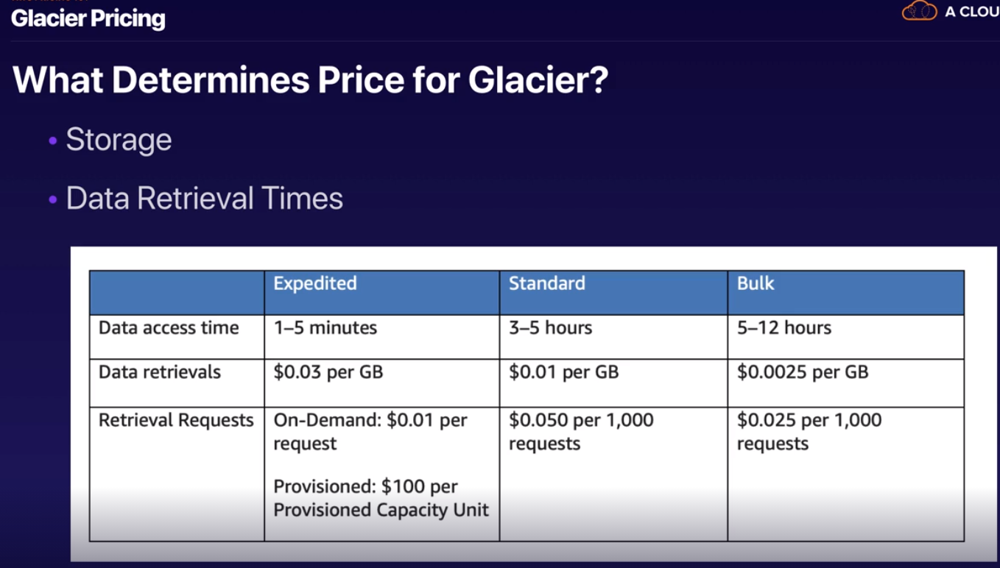 Glacier Pricing
A CLOU
What Determines Price for Glacier?
• Storage
• Data Retrieval Times
Expedited Standard Bulk
Data access time 1–5 minutes 3–5 hours 5–12 hours
Data retrievals $0.03 per GB $0.01 per GB $0.0025 per GB
Retrieval Requests On-Demand: $0.01 per $0.050 per 1,000 $0.025 per 1,000
request requests requests
Provisioned: $100 per
Provisioned Capacity Unit